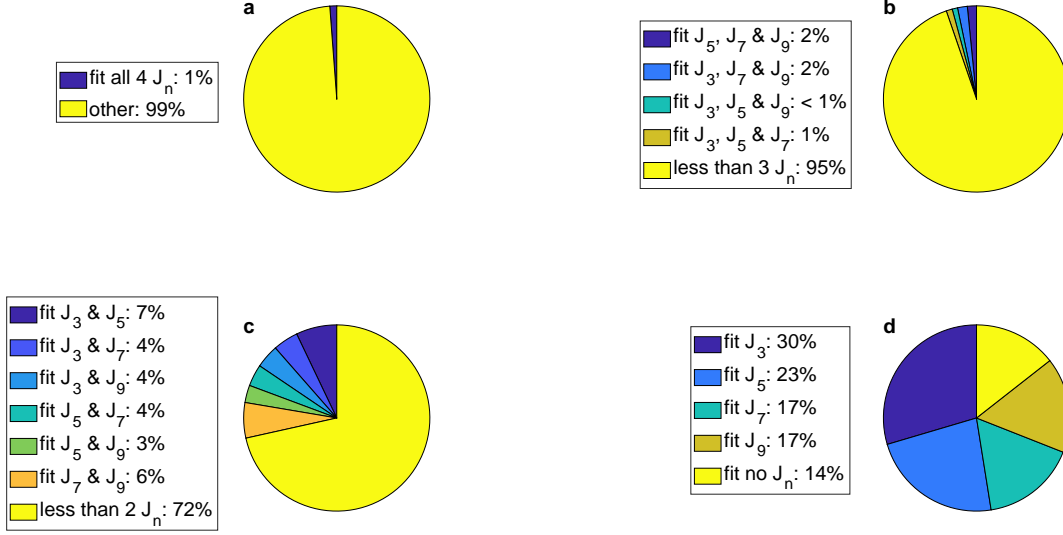 a
fit all 4 J_n: 1%
other: 99%
b
fit J_5, J_7 & J_9: 2%
fit J_3, J_7 & J_9: 2%
fit J_3, J_5 & J_9: < 1%
fit J_3, J_5 & J_7: 1%
less than 3 J_n: 95%
c
fit J_3 & J_5: 7%
fit J_3 & J_7: 4%
fit J_3 & J_9: 4%
fit J_5 & J_7: 4%
fit J_5 & J_9: 3%
fit J_7 & J_9: 6%
less than 2 J_n: 72%
d
fit J_3: 30%
fit J_5: 23%
fit J_7: 17%
fit J_9: 17%
fit no J_n: 14%